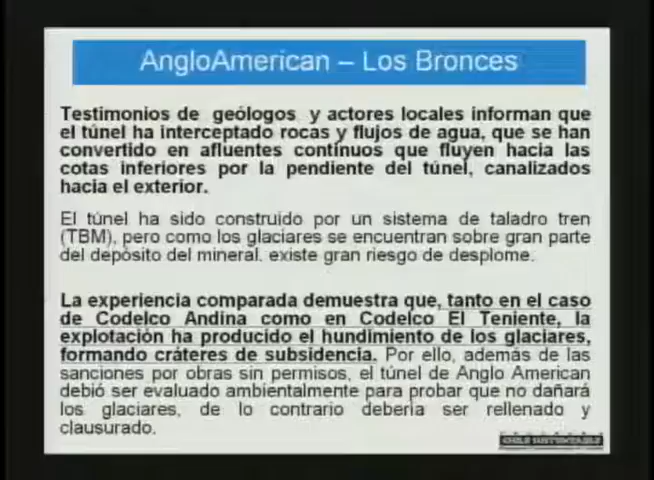 AngloAmerican – Los Bronces
Testimonios de geólogos y actores locales informan que
el túnel ha interceptado rocas y flujos de agua, que se han
convertido en afluentes contínuos que fluyen hacia las
cotas inferiores por la pendiente del túnel, canalizados
hacia el exterior.
El túnel ha sido construido por un sistema de taladro tren
(TBM), pero como los glaciares se encuentran sobre gran parte
del depósito del mineral. existe gran riesgo de desplome.
La experiencia comparada demuestra que, tanto en el caso
de Codelco Andina como en Codelco El Teniente, la
explotación ha producido el hundimiento de los glaciares,
formando cráteres de subsidencia. Por ello, además de las
sanciones por obras sin permisos, el túnel de Anglo American
debió ser evaluado ambientalmente para probar que no dañará
los glaciares, de lo contrario debería ser rellenado y
clausurado.
CHILE SUSTENTABLE